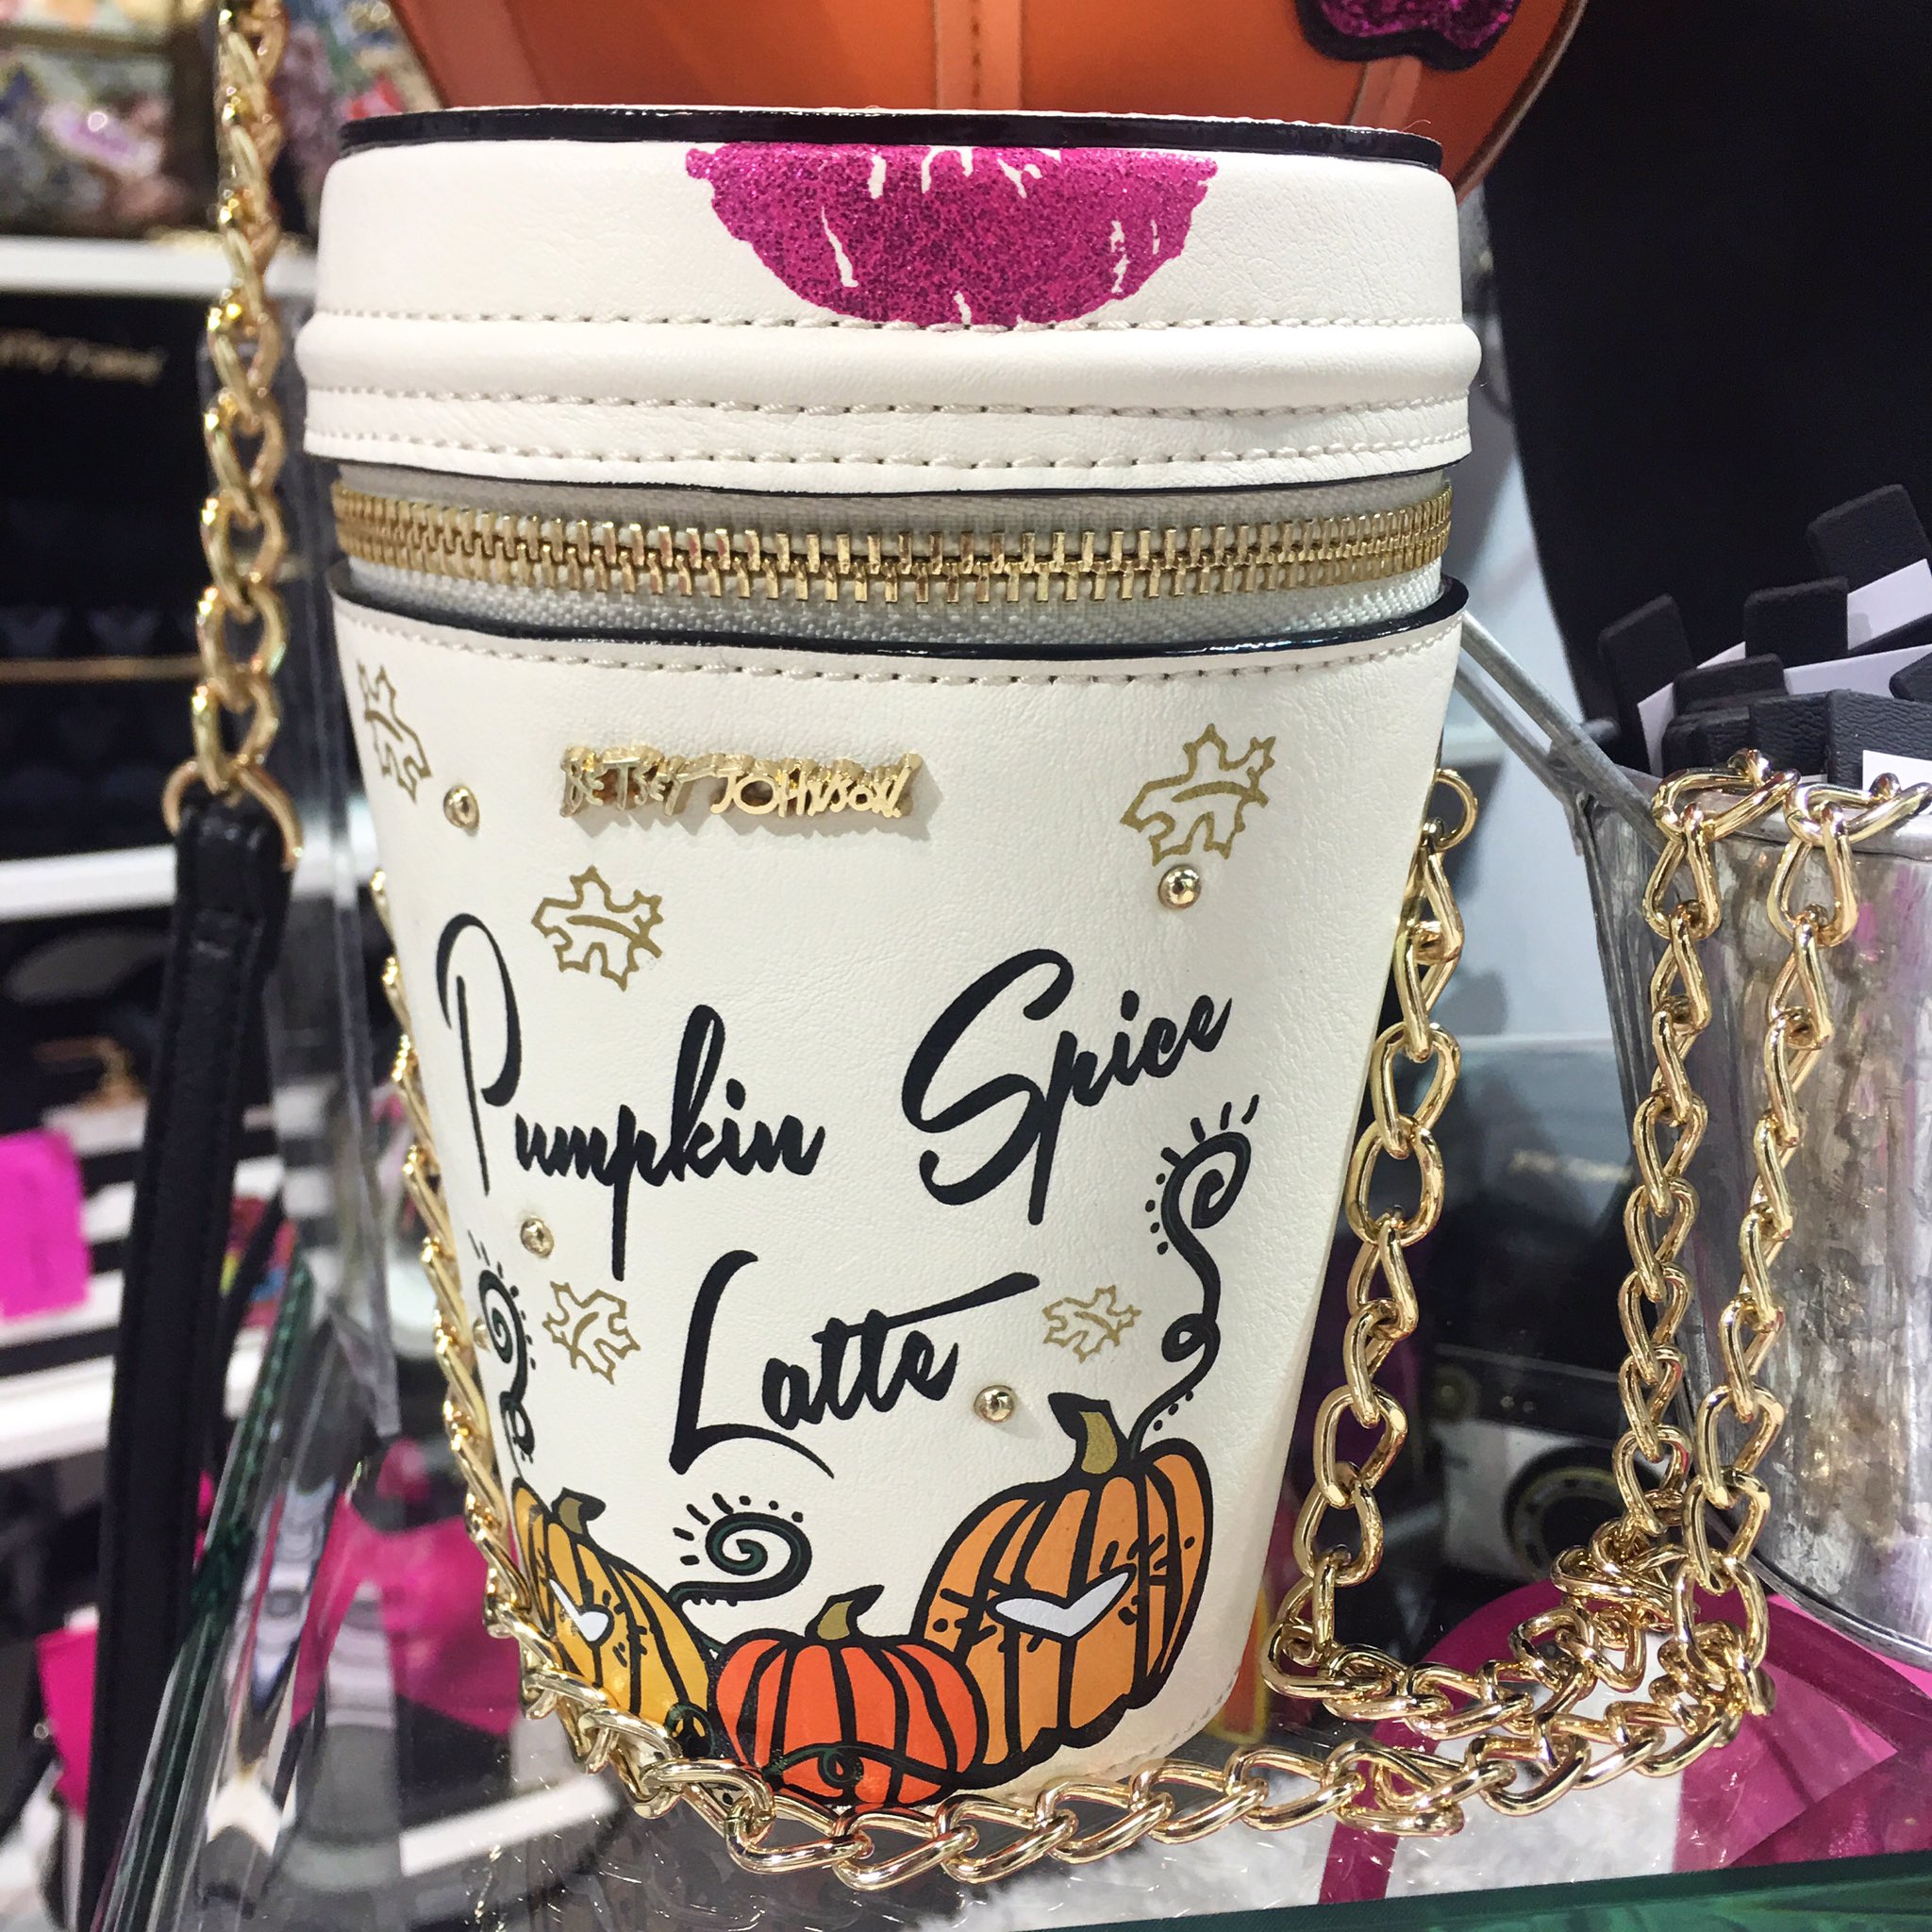 BETSEY JOHNSON
Pumpkin Spice
Latte